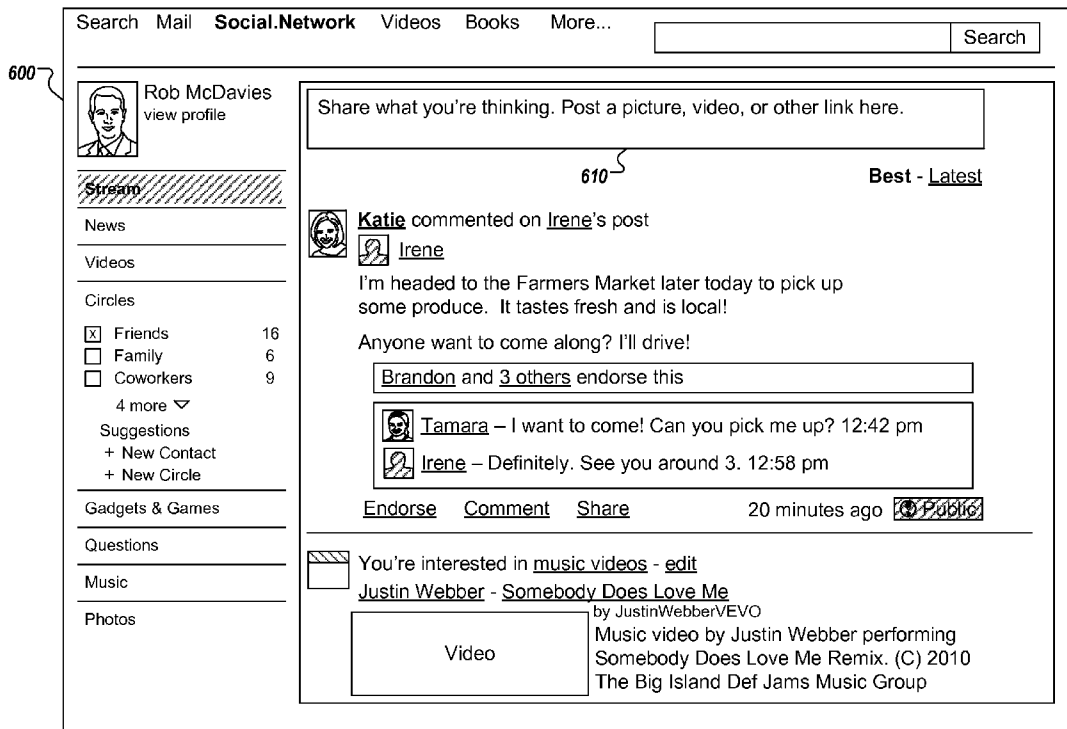 Search Mail Social.Network Videos Books More...
Search
600
Rob McDavies
view profile
Stream
News
Videos
Circles
x Friends 16
Family 6
Coworkers 9
4 more
Suggestions
+ New Contact
+ New Circle
Gadgets & Games
Questions
Music
Photos
Share what you're thinking. Post a picture, video, or other link here.
610
Best - Latest
Katie commented on Irene's post
Irene
I'm headed to the Farmers Market later today to pick up
some produce. It tastes fresh and is local!
Anyone want to come along? I'll drive!
Brandon and 3 others endorse this
Tamara – I want to come! Can you pick me up? 12:42 pm
Irene – Definitely. See you around 3. 12:58 pm
Endorse Comment Share 20 minutes ago Public
You're interested in music videos - edit
Justin Webber - Somebody Does Love Me
by JustinWebberVEVO
Video
Music video by Justin Webber performing
Somebody Does Love Me Remix. (C) 2010
The Big Island Def Jams Music Group